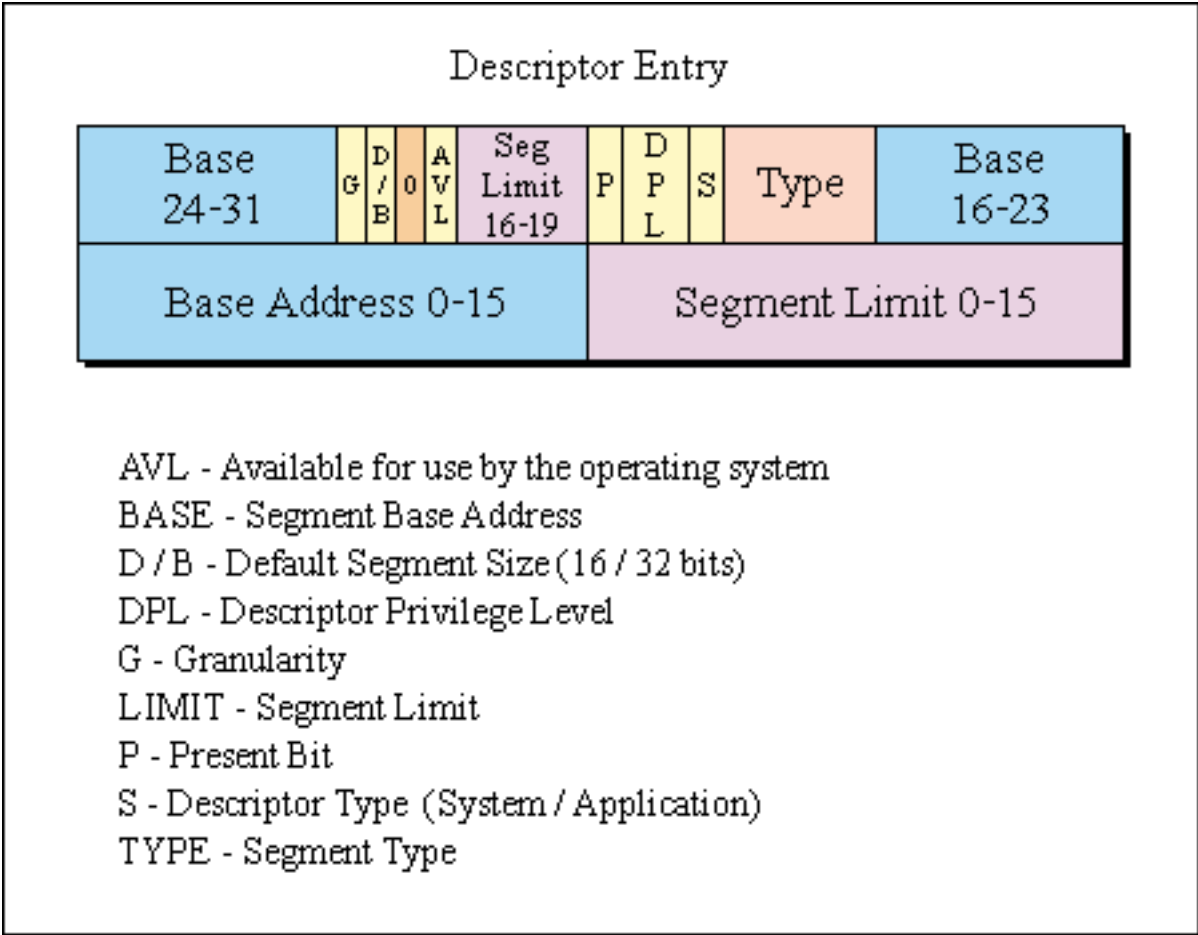 Descriptor Entry
Base
24-31
G
D
/
B
0
A
V
L
Seg
Limit
16-19
P
D
P
L
S
Type
Base
16-23
Base Address 0-15
Segment Limit 0-15
AVL - Available for use by the operating system
BASE - Segment Base Address
D / B - Default Segment Size (16 / 32 bits)
DPL - Descriptor Privilege Level
G - Granularity
LIMIT - Segment Limit
P - Present Bit
S - Descriptor Type (System / Application)
TYPE - Segment Type